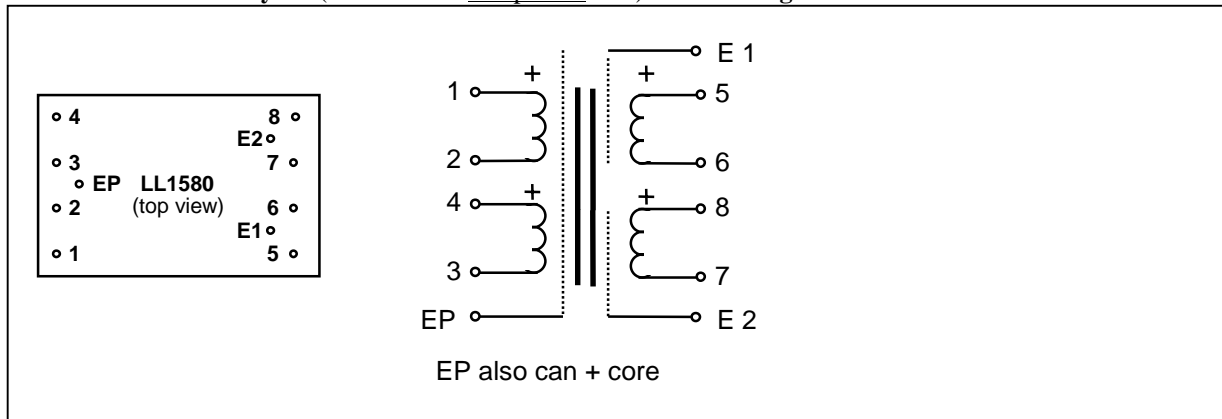 E 1
+ +
1 5
4 8
E2
3 7
2 6
EP LL1580
(top view)
2 6
E1
1 5
+ +
4 8
3 7
EP E 2
EP also can + core